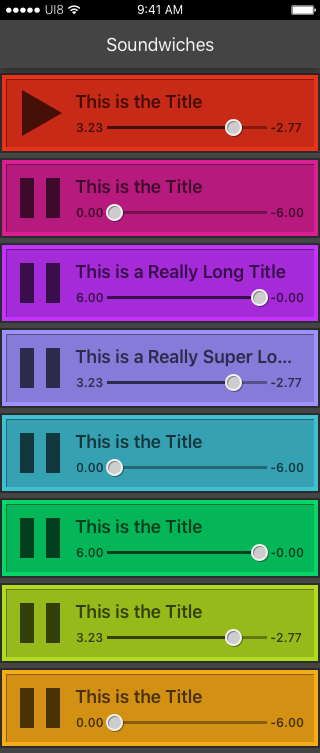 UI8 9:41 AM
Soundwiches
This is the Title
3.23 -2.77
This is the Title
0.00 -6.00
This is a Really Long Title
6.00 -0.00
This is a Really Super Lo...
3.23 -2.77
This is the Title
0.00 -6.00
This is the Title
6.00 -0.00
This is the Title
3.23 -2.77
This is the Title
0.00 -6.00